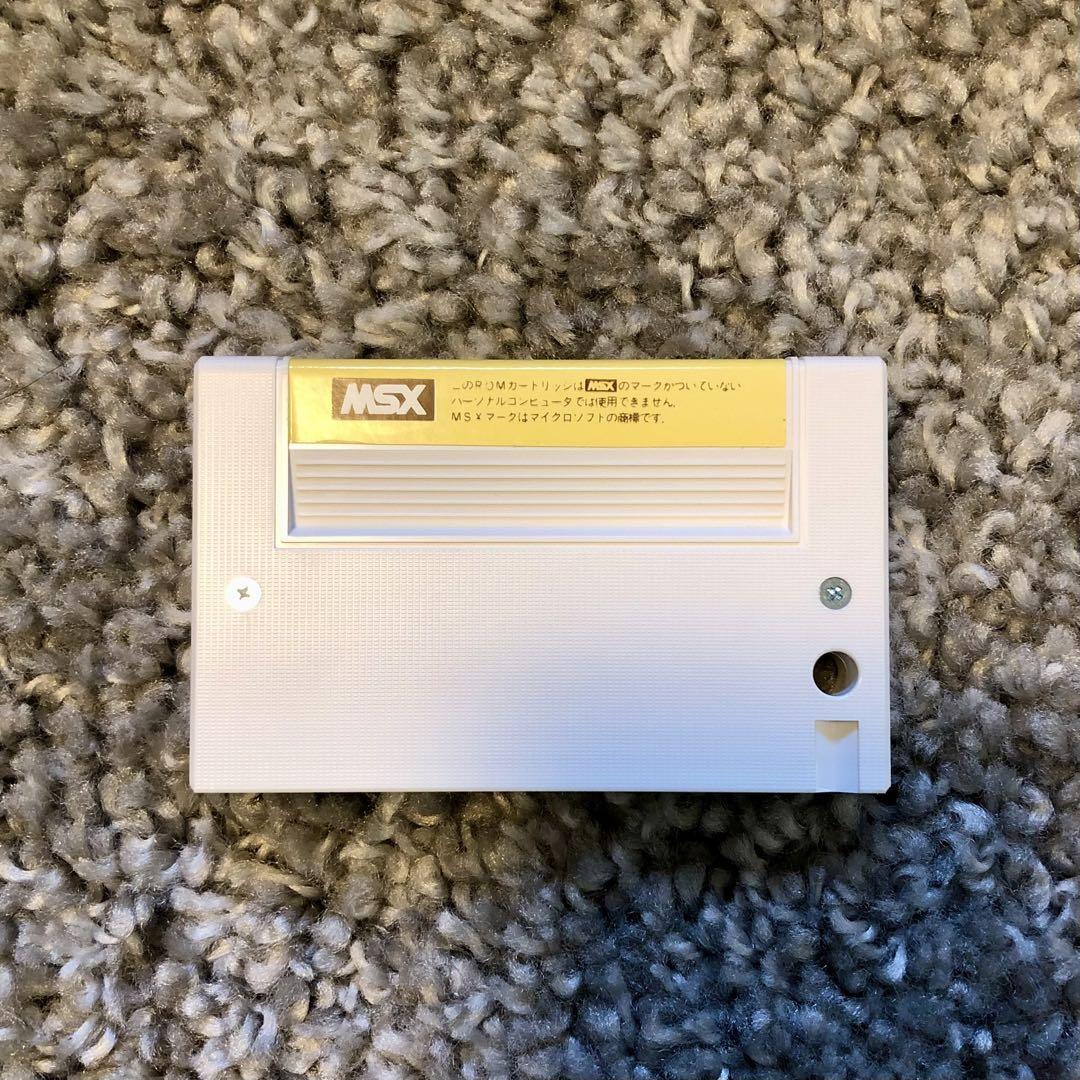 MSX
このROMカートリッジはMSXのマークがついていない
パーソナルコンピュータでは使用できません。
MSXマークはマイクロソフトの商標です。